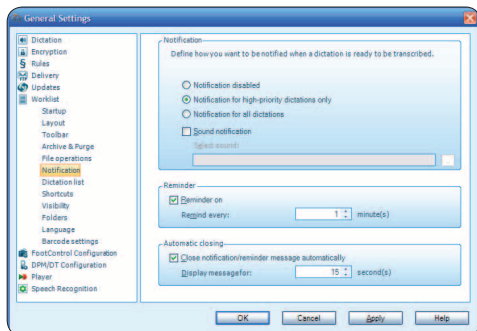 General Settings
Dictation
Encryption
Rules
Delivery
Updates
Worklist
Startup
Layout
Toolbar
Archive & Purge
File operations
Notification
Dictation list
Shortcuts
Visibility
Folders
Language
Barcode settings
FootControl Configuration
DPM/DT Configuration
Player
Speech Recognition
Notification
Define how you want to be notified when a dictation is ready to be transcribed.
Notification disabled
Notification for high-priority dictations only
Notification for all dictations
Sound notification
Select sound:
...
Reminder
Reminder on
Remind every: 1 minute(s)
Automatic closing
Close notification/reminder message automatically
Display message for: 15 second(s)
OK Cancel Apply Help